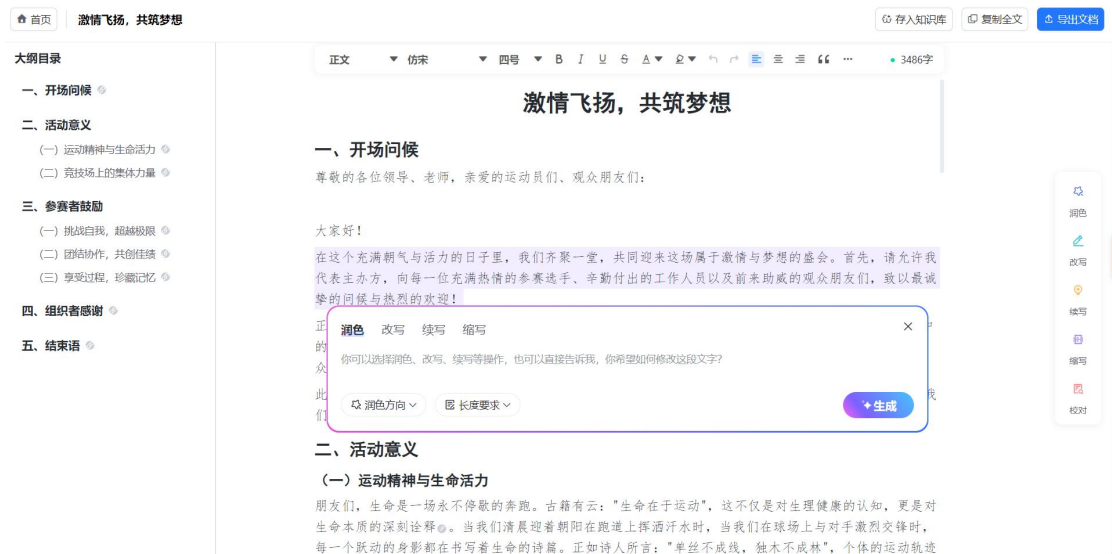 首页
激情飞扬，共筑梦想
存入知识库
复制全文
导出文档
大纲目录
一、开场问候
二、活动意义
（一）运动精神与生命活力
（二）竞技场上的集体力量
三、参赛者鼓励
（一）挑战自我，超越极限
（二）团结协作，共创佳绩
（三）享受过程，珍藏记忆
四、组织者感谢
五、结束语
正文 仿宋 四号 B I U S A 3486字
激情飞扬，共筑梦想
一、开场问候
尊敬的各位领导、老师，亲爱的运动员们、观众朋友们：
大家好！
在这个充满朝气与活力的日子里，我们齐聚一堂，共同迎来这场属于激情与梦想的盛会。首先，请允许我
代表主办方，向每一位充满热情的参赛选手、辛勤付出的工作人员以及前来助威的观众朋友们，致以最诚
挚的问候与热烈的欢迎！
正
的
众
此 我
们
润色 改写 续写 缩写
你可以选择润色、改写、续写等操作，也可以直接告诉我，你希望如何修改这段文字？
润色方向 长度要求 生成
二、活动意义
（一）运动精神与生命活力
朋友们，生命是一场永不停歇的奔跑。古籍有云："生命在于运动"，这不仅是对生理健康的认知，更是对
生命本质的深刻诠释。当我们清晨迎着朝阳在跑道上挥洒汗水时，当我们在球场上与对手激烈交锋时，
每一个跃动的身影都在书写着生命的诗篇。正如诗人所言："单丝不成线，独木不成林"，个体的运动轨迹
润色
改写
续写
缩写
校对